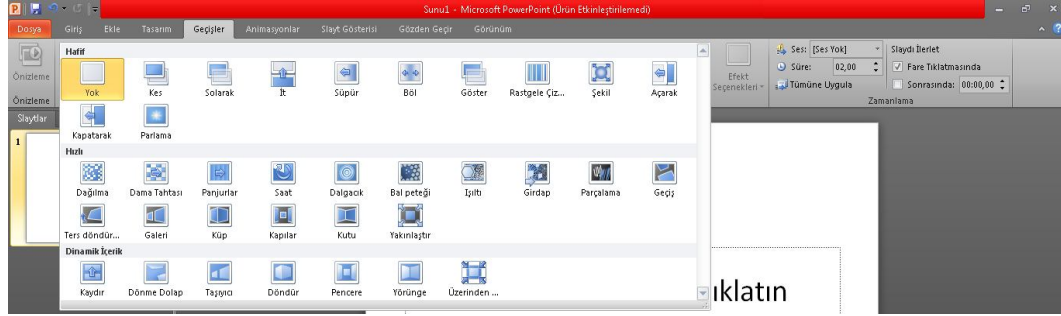 Sunu1 - Microsoft PowerPoint (Ürün Etkinleştirilemedi)
Dosya Giriş Ekle Tasarım Geçişler Animasyonlar Slayt Gösterisi Gözden Geçir Görünüm
Önizleme
Önizleme
Hafif
Yok Kes Solarak İt Süpür Böl Göster Rastgele Çiz... Şekil Açarak
Kapatarak Parlama
Hızlı
Dağılma Dama Tahtası Panjurlar Saat Dalgacık Bal peteği Işıltı Girdap Parçalama Geçiş
Ters döndür... Galeri Küp Kapılar Kutu Yakınlaştır
Dinamik İçerik
Kaydır Dönme Dolap Taşıyıcı Döndür Pencere Yörünge Üzerinden ...
Efekt
Seçenekleri
Ses: [Ses Yok] Slaydı İlerlet
Süre: 02,00 Fare Tıklatmasında
Tümüne Uygula Sonrasında: 00:00,00
Zamanlama
Slaytlar
1
ıklatın